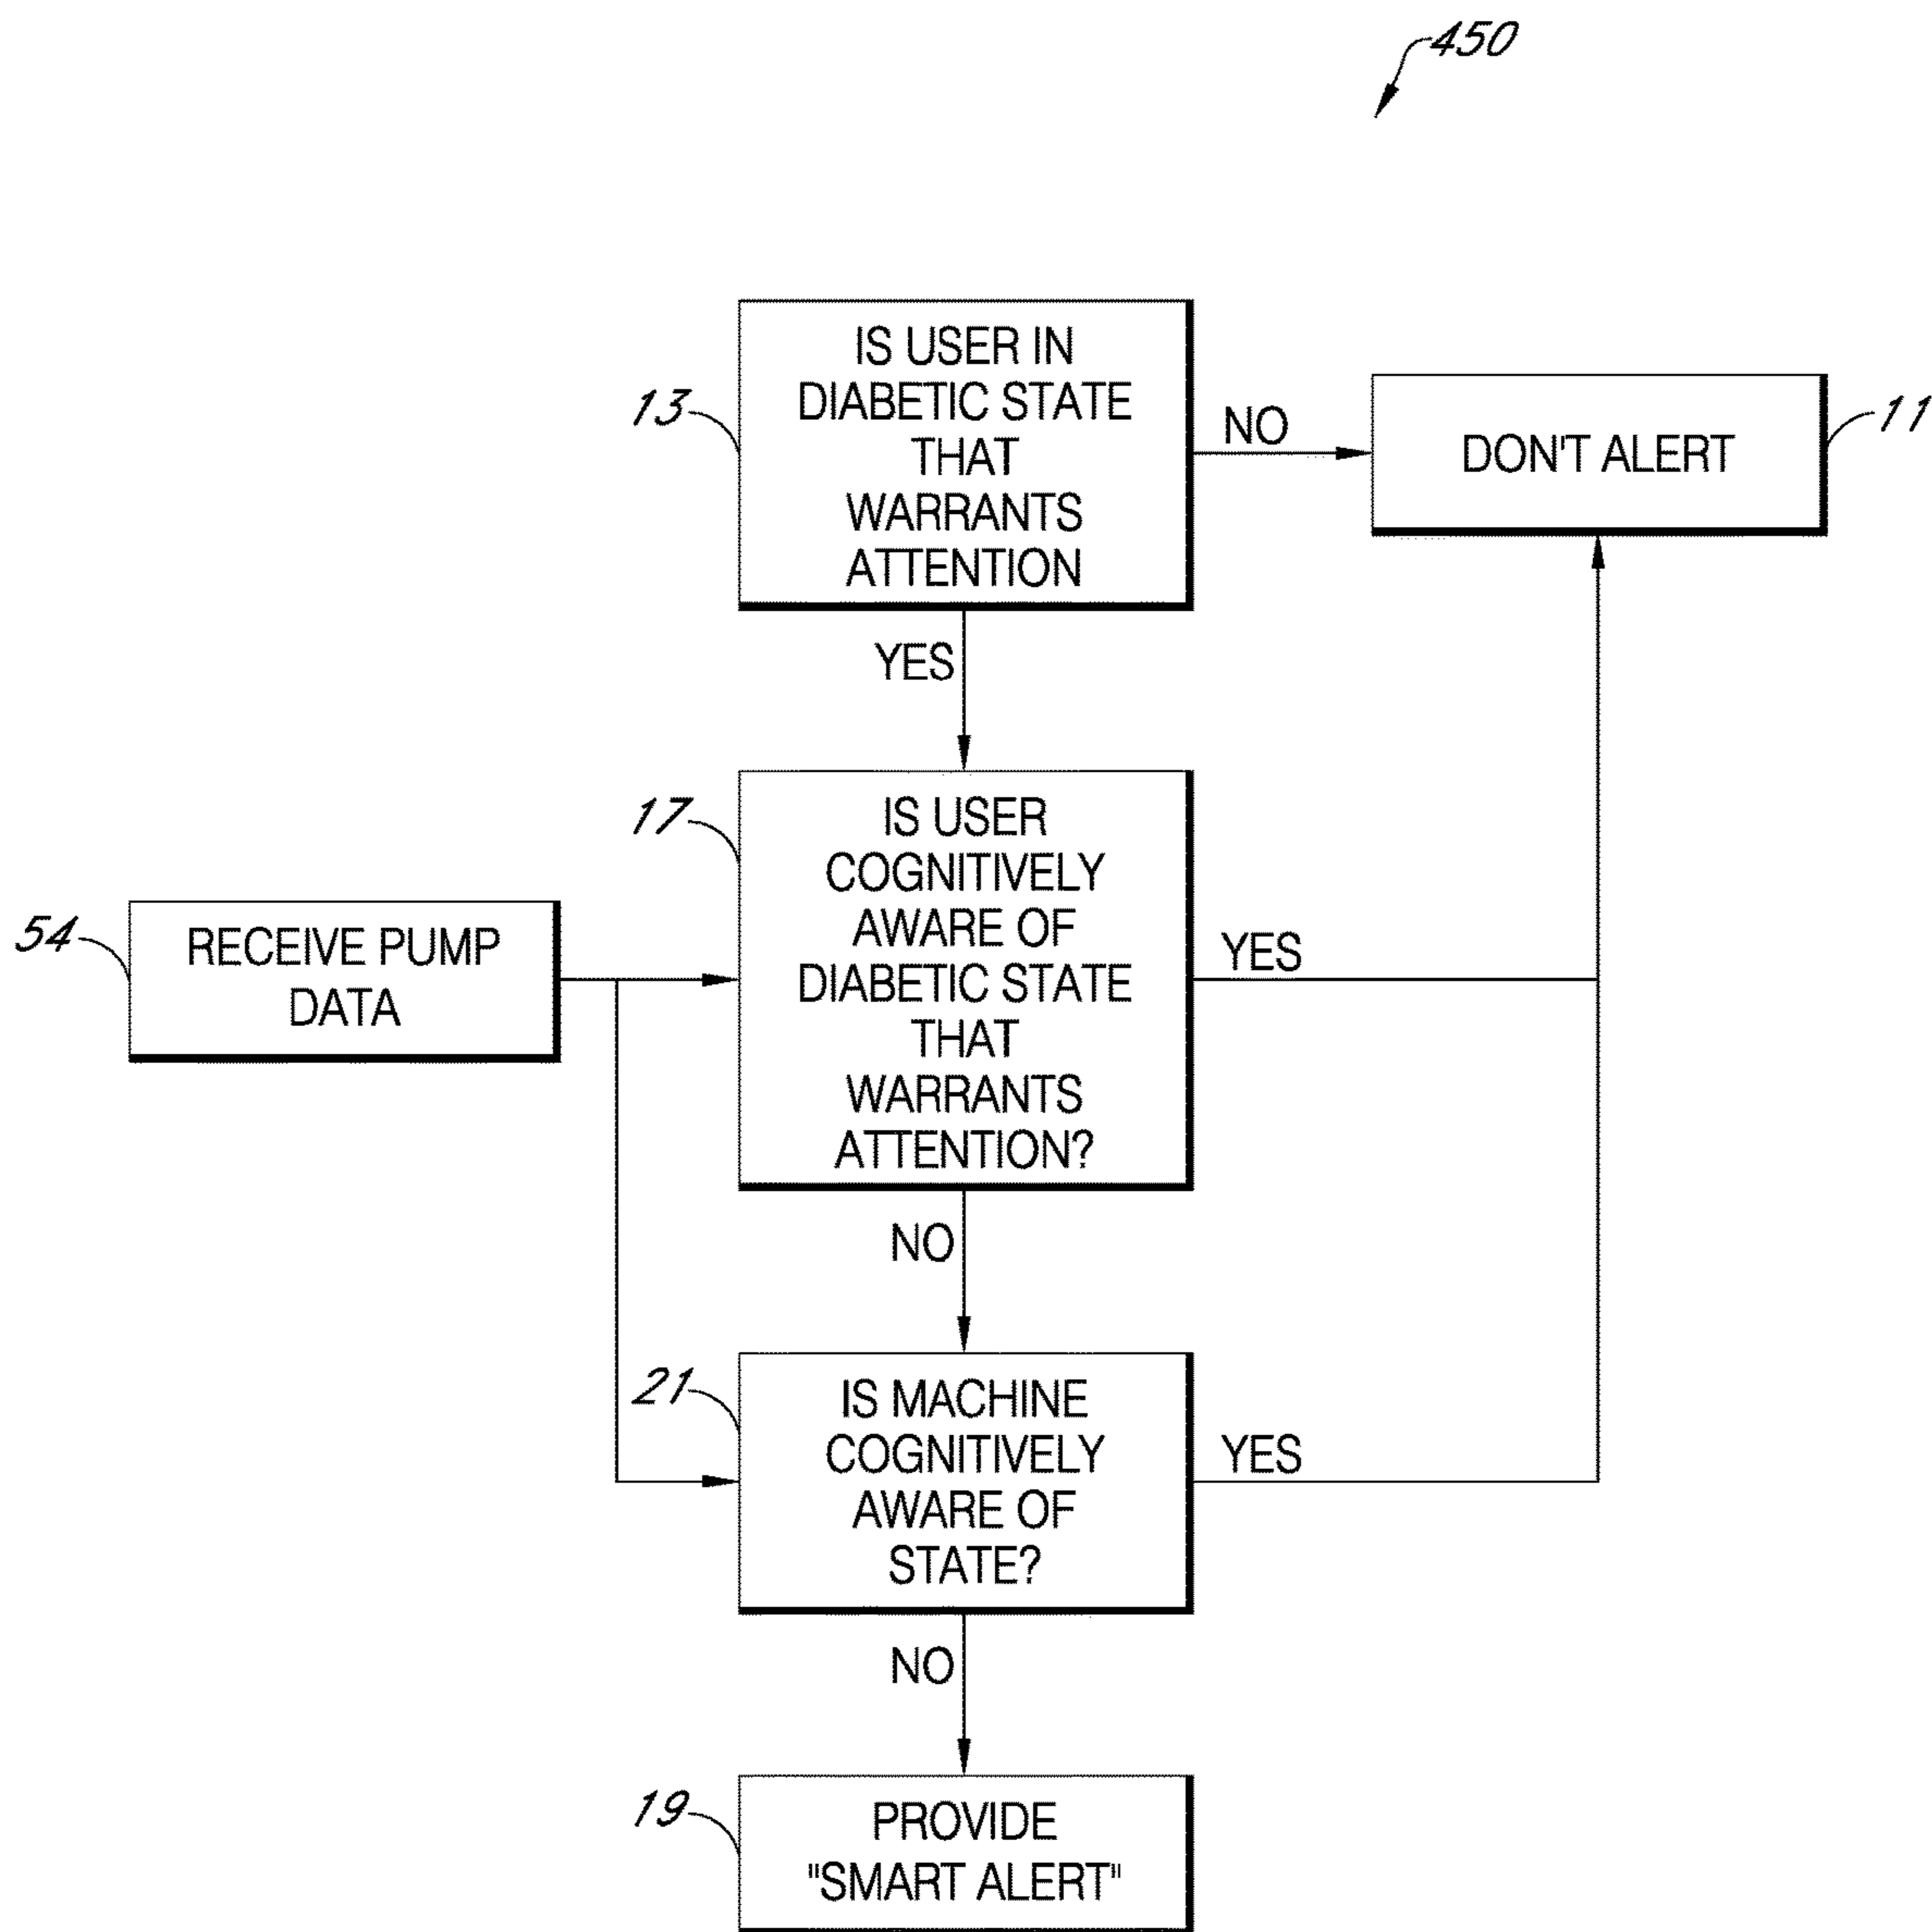 450
IS USER IN
DIABETIC STATE
THAT
WARRANTS
ATTENTION
13
NO
DON'T ALERT
11
YES
17
IS USER
COGNITIVELY
AWARE OF
DIABETIC STATE
THAT
WARRANTS
ATTENTION?
54
RECEIVE PUMP
DATA
YES
NO
21
IS MACHINE
COGNITIVELY
AWARE OF
STATE?
YES
NO
19
PROVIDE
"SMART ALERT"